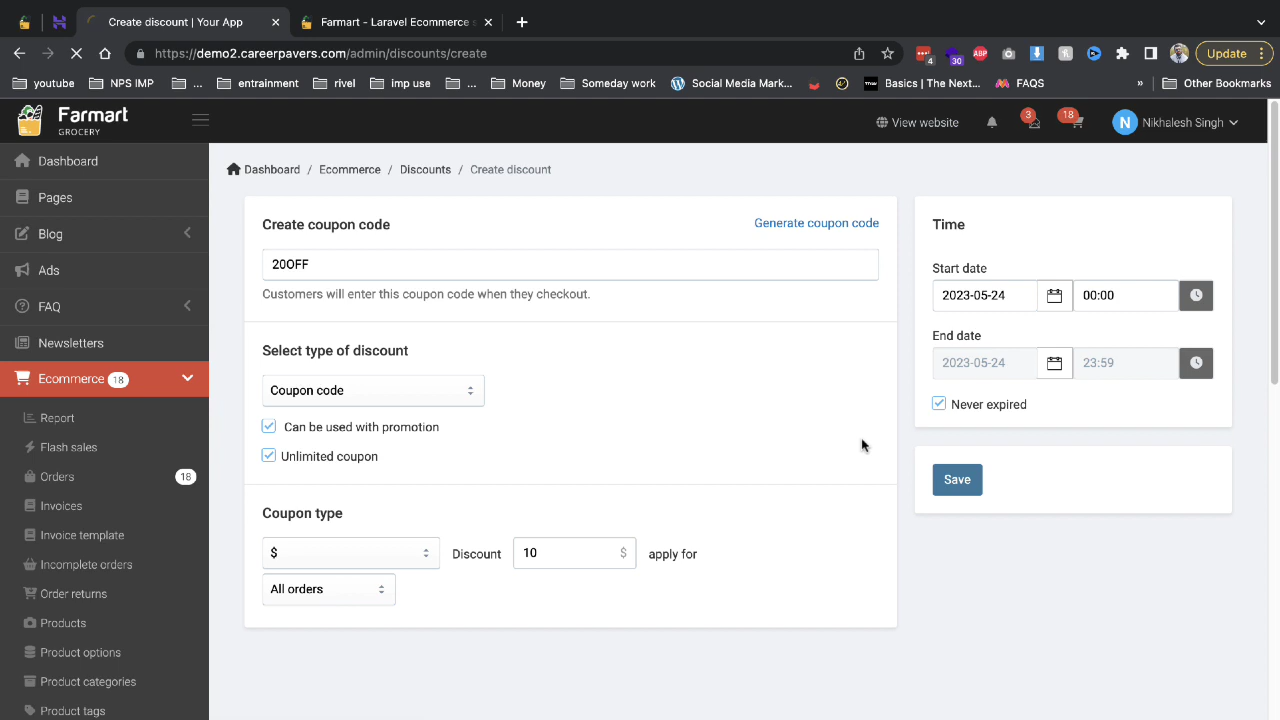 Create discount | Your App
Farmart - Laravel Ecommerce s
https://demo2.careerpavers.com/admin/discounts/create
4
30
ABP
Update
youtube
NPS IMP
...
entrainment
rivel
imp use
...
Money
Someday work
Social Media Mark...
Basics | The Next...
FAQS
»
Other Bookmarks
Farmart
GROCERY
View website
3
18
N
Nikhalesh Singh
Dashboard
Pages
Blog
Ads
FAQ
Newsletters
Ecommerce 18
Report
Flash sales
Orders 18
Invoices
Invoice template
Incomplete orders
Order returns
Products
Product options
Product categories
Product tags
Dashboard / Ecommerce / Discounts / Create discount
Create coupon code
Generate coupon code
20OFF
Customers will enter this coupon code when they checkout.
Select type of discount
Coupon code
Can be used with promotion
Unlimited coupon
Coupon type
$ Discount 10 $ apply for
All orders
Time
Start date
2023-05-24 00:00
End date
2023-05-24 23:59
Never expired
Save